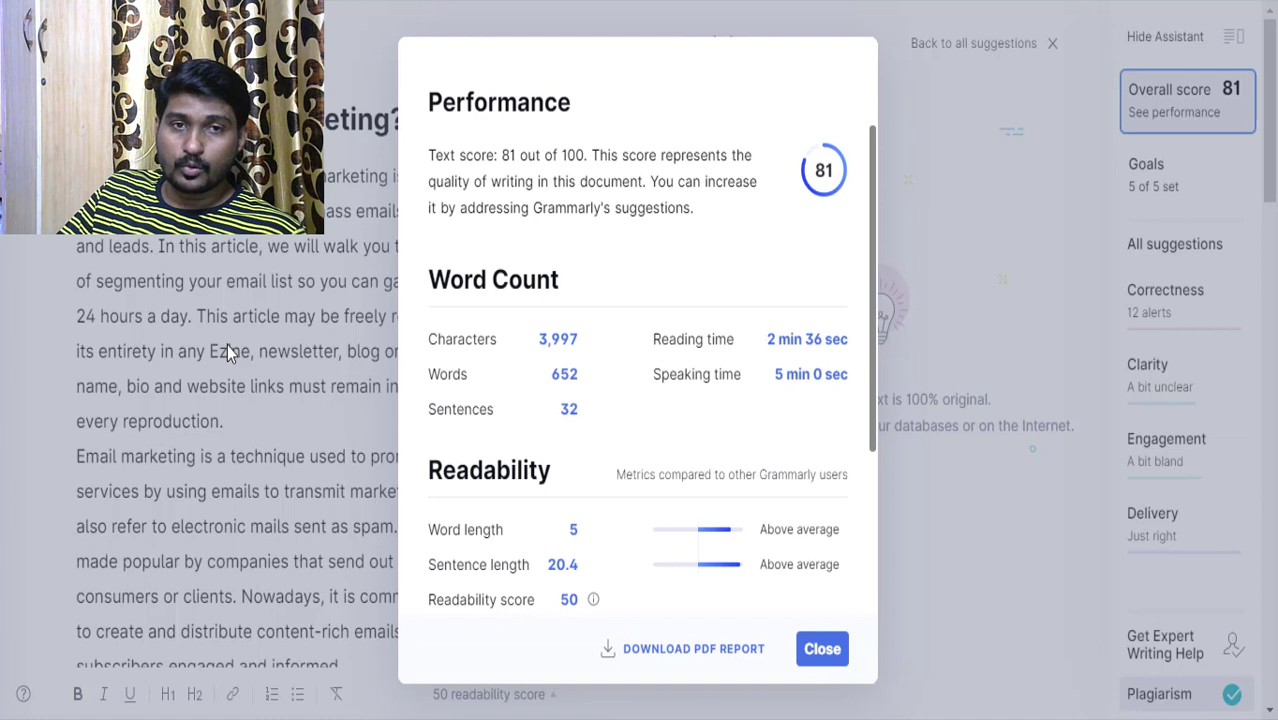 Back to all suggestions
Hide Assistant
Overall score 81
See performance
Goals
5 of 5 set
All suggestions
Correctness
12 alerts
Clarity
A bit unclear
Engagement
A bit bland
Delivery
Just right
Get Expert
Writing Help
Plagiarism
eting?
arketing is
ass emails
and leads. In this article, we will walk you t
of segmenting your email list so you can ga
24 hours a day. This article may be freely r
its entirety in any Ezine, newsletter, blog or
name, bio and website links must remain in
every reproduction.
Email marketing is a technique used to pro
services by using emails to transmit marke
also refer to electronic mails sent as spam.
made popular by companies that send out
consumers or clients. Nowadays, it is comm
to create and distribute content-rich emails
subscribers engaged and informed.
B I U H1 H2
50 readability score
Performance
Text score: 81 out of 100. This score represents the
quality of writing in this document. You can increase
it by addressing Grammarly's suggestions.
81
Word Count
Characters 3,997 Reading time 2 min 36 sec
Words 652 Speaking time 5 min 0 sec
Sentences 32
Readability Metrics compared to other Grammarly users
Word length 5 Above average
Sentence length 20.4 Above average
Readability score 50
DOWNLOAD PDF REPORT Close
xt is 100% original.
ur databases or on the Internet.